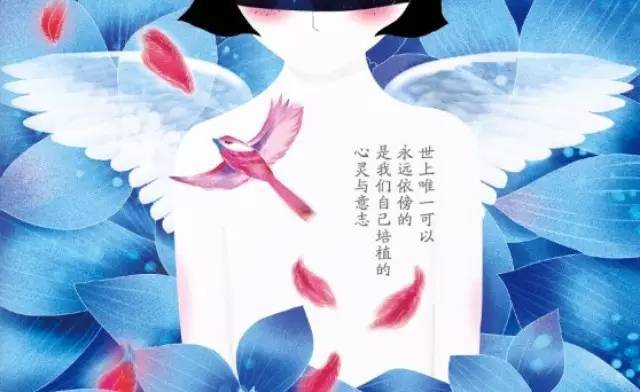 世上唯一可以
永远依傍的
是我们自己培植的
心灵与意志